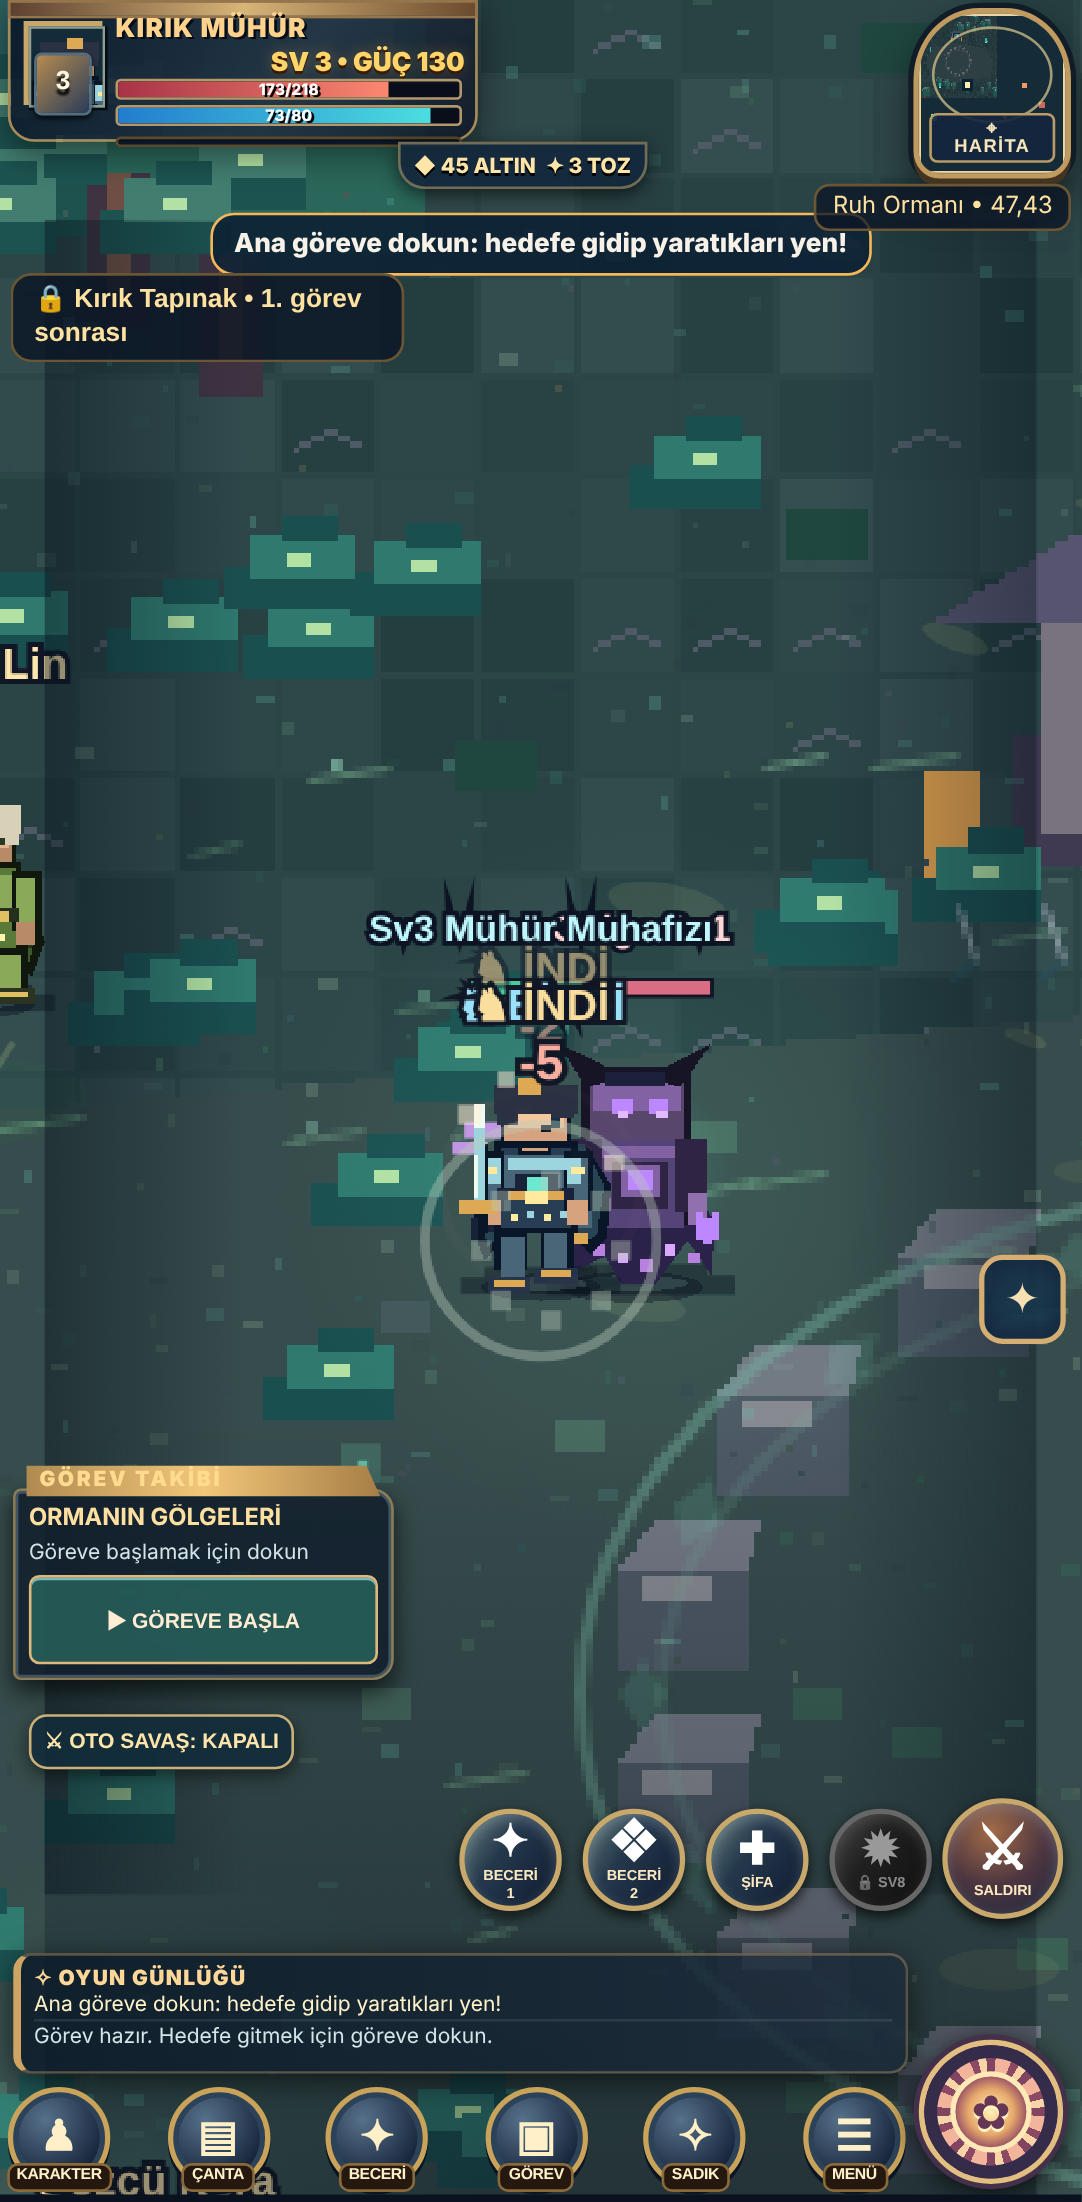 KIRIK MÜHÜR
SV 3 • GÜÇ 130
3
173/218
73/80
◆ 45 ALTIN ✦ 3 TOZ
HARİTA
Ruh Ormanı • 47,43
Ana göreve dokun: hedefe gidip yaratıkları yen!
🔒 Kırık Tapınak • 1. görev
sonrası
Lin
Sv3 Mühür Muhafızı
İNDİ
İNDİ
-5
GÖREV TAKİBİ
ORMANIN GÖLGELERİ
Göreve başlamak için dokun
▶ GÖREVE BAŞLA
⚔ OTO SAVAŞ: KAPALI
BECERİ
1
BECERİ
2
ŞİFA
🔒 SV8
SALDIRI
✧ OYUN GÜNLÜĞÜ
Ana göreve dokun: hedefe gidip yaratıkları yen!
Görev hazır. Hedefe gitmek için göreve dokun.
KARAKTER
ÇANTA
BECERİ
GÖREV
SADIK
MENÜ